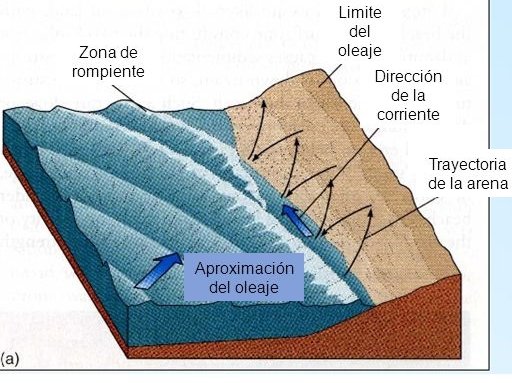 Limite
del
oleaje
Zona de
rompiente
Dirección
de la
corriente
Trayectoria
de la arena
Aproximación
del oleaje
(a)